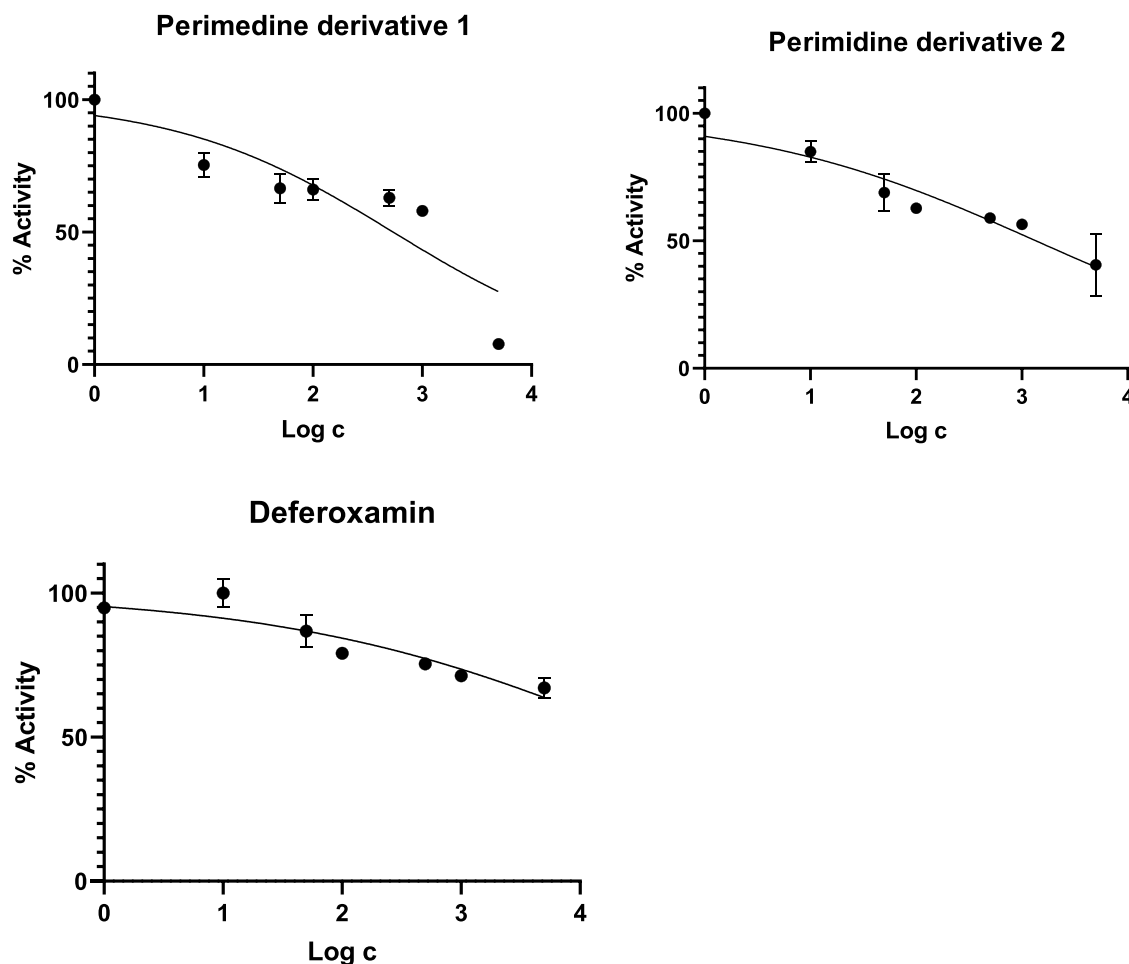 Perimedine derivative 1
100
50
0
% Activity
0 1 2 3 4
Log c
Perimidine derivative 2
100
50
0
% Activity
0 1 2 3 4
Log c
Deferoxamin
100
50
0
% Activity
0 1 2 3 4
Log c